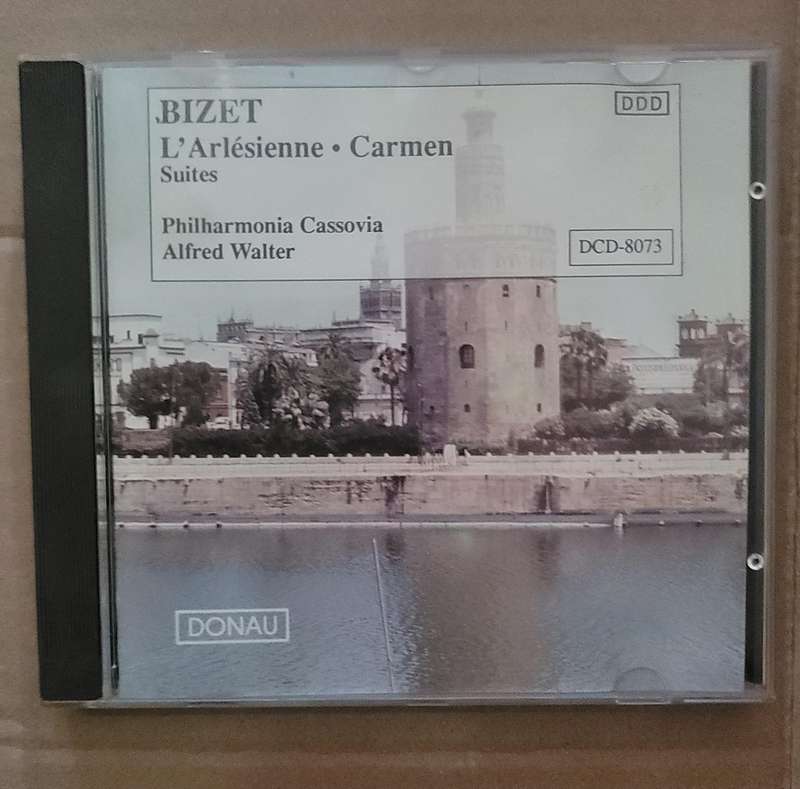 BIZET
DDD
L'Arlésienne • Carmen
Suites
Philharmonia Cassovia
Alfred Walter
DCD-8073
DONAU